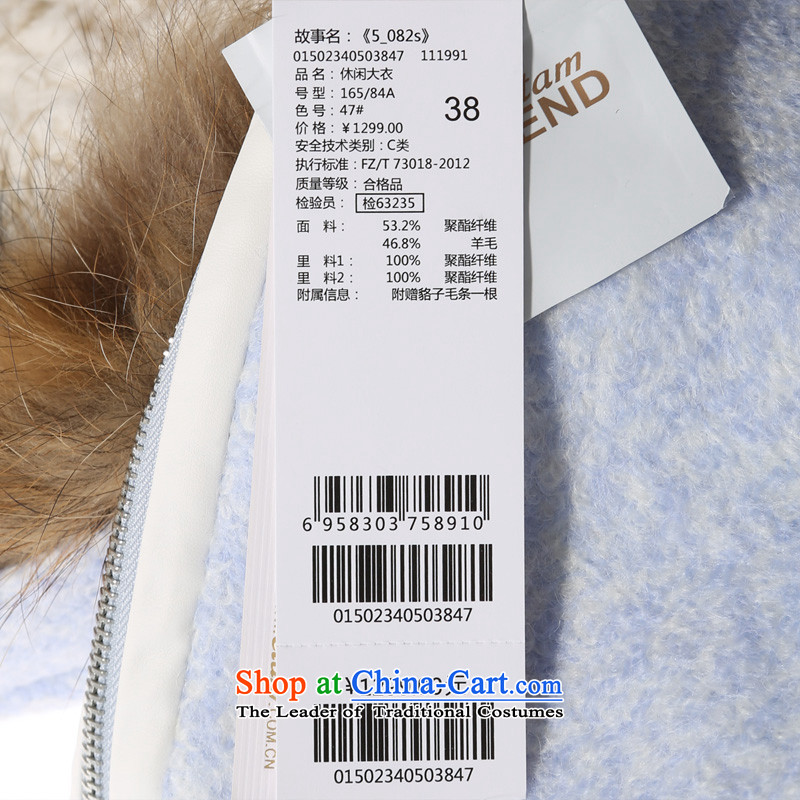 故事名：《5_082s》
01502340503847 111991
品 名：休闲大衣
号 型：165/84A
色 号：47#
38
价 格：￥1299.00
安全技术类别：C类
执行标准：FZ/T 73018-2012
质量等级：合格品
检验员：检63235
面 料： 53.2% 聚酯纤维
46.8% 羊毛
里 料1： 100% 聚酯纤维
里 料2： 100% 聚酯纤维
附属信息： 附赠貉子毛条一根
tam
END
6 958303 758910
01502340503847
Shop at China-Cart.com
The Leader of Traditional Costumes
OM.CN
01502340503847